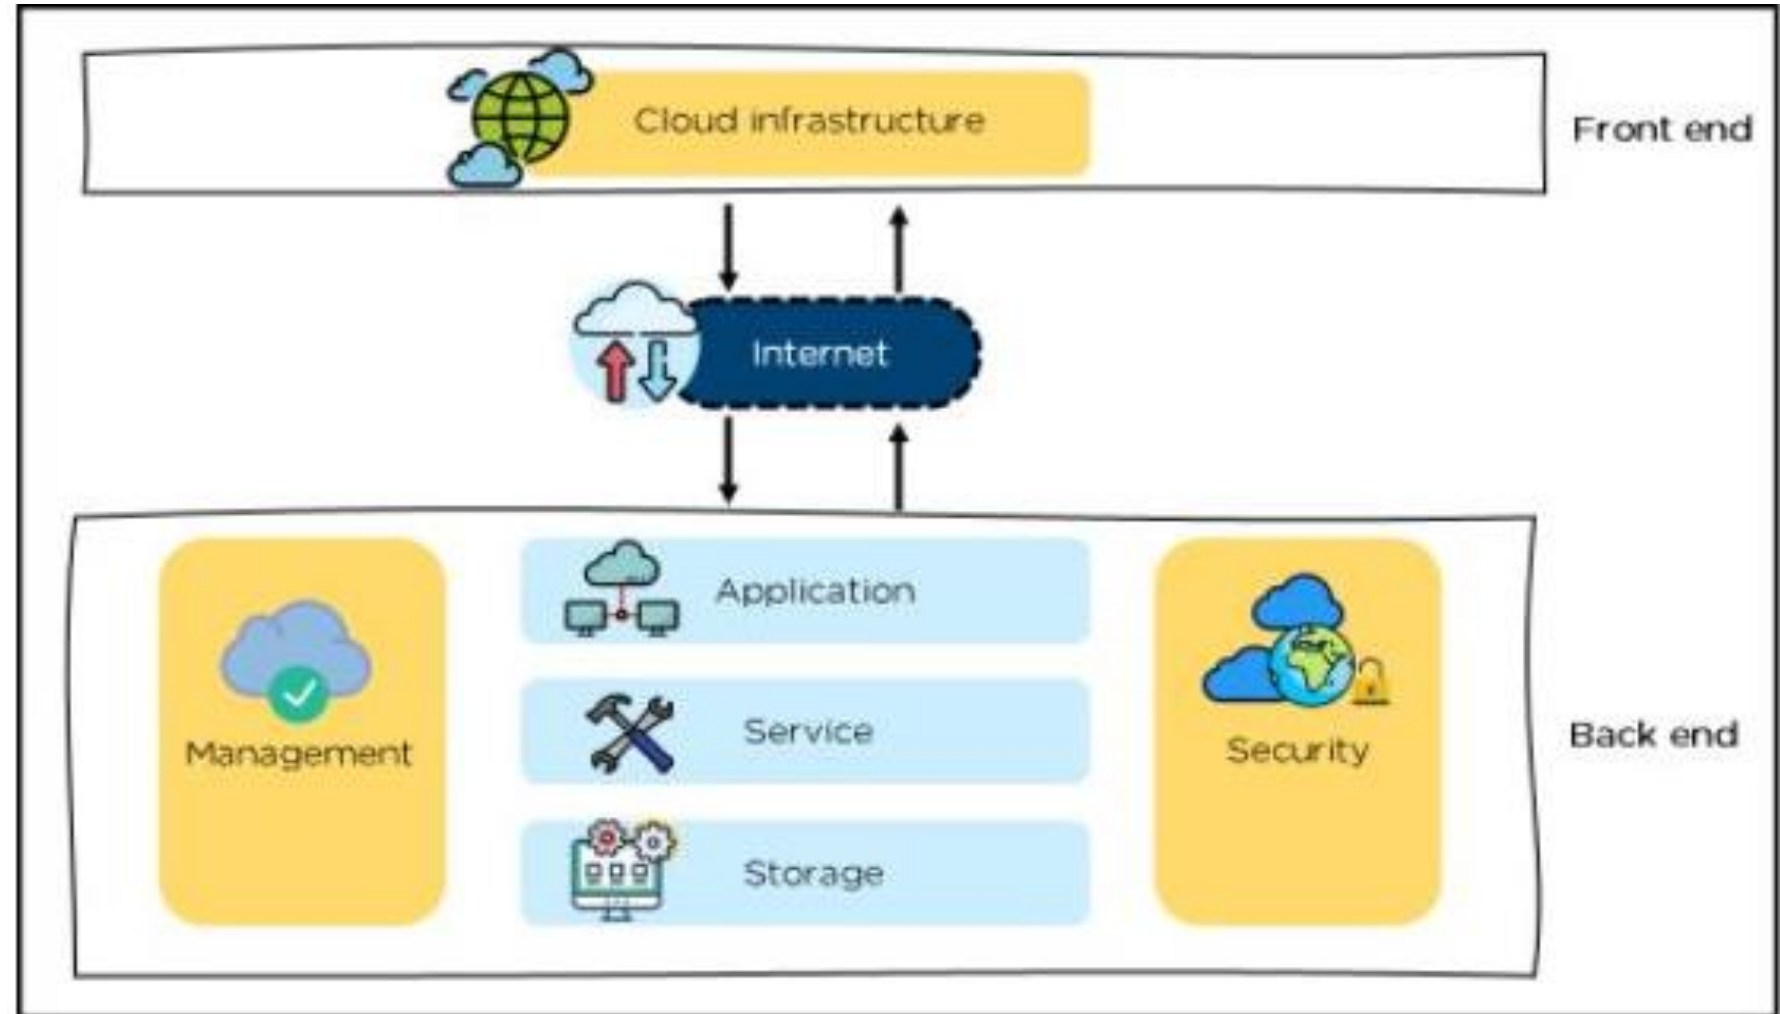 Cloud infrastructure
Front end
Internet
Application
Management
Service
Security
Back end
Storage